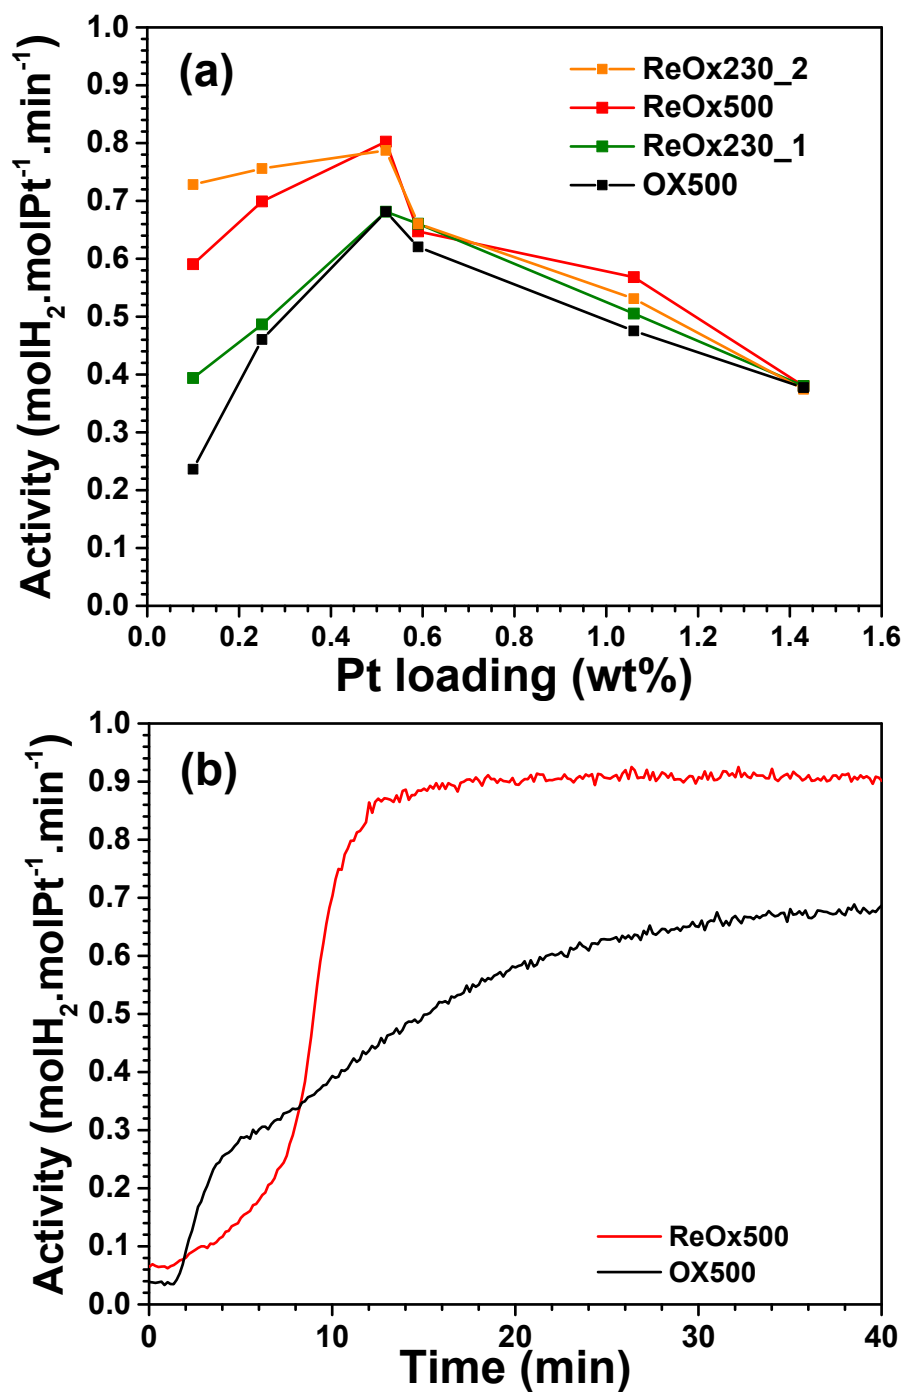 (a)
ReOx230_2
ReOx500
ReOx230_1
OX500
Activity (molH₂.molPt⁻¹.min⁻¹)
1.0
0.9
0.8
0.7
0.6
0.5
0.4
0.3
0.2
0.1
0.0
0.0 0.2 0.4 0.6 0.8 1.0 1.2 1.4 1.6
Pt loading (wt%)
(b)
Activity (molH₂.molPt⁻¹.min⁻¹)
1.0
0.9
0.8
0.7
0.6
0.5
0.4
0.3
0.2
0.1
0.0
ReOx500
OX500
0 10 20 30 40
Time (min)